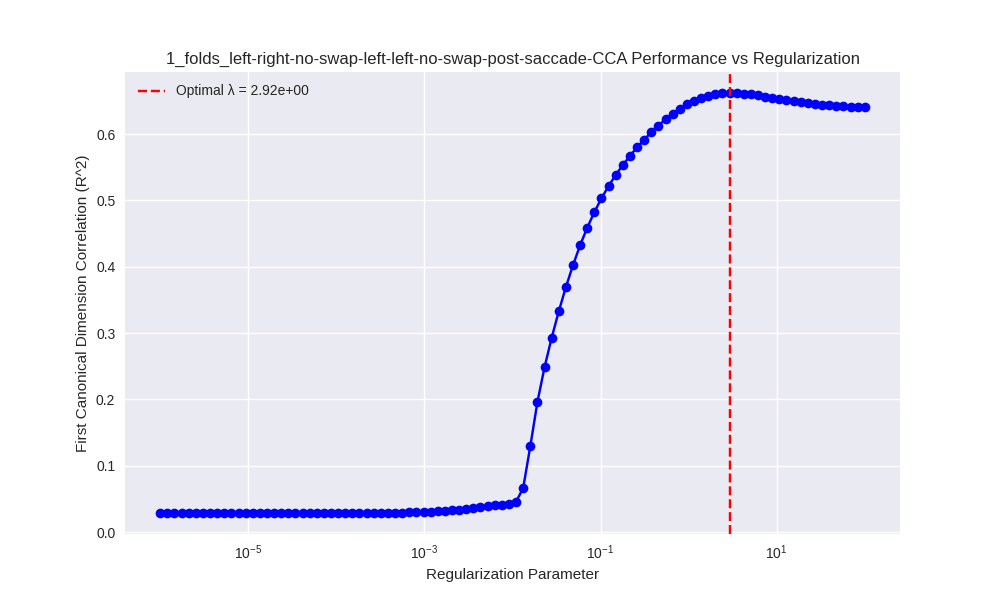 1_folds_left-right-no-swap-left-left-no-swap-post-saccade-CCA Performance vs Regularization
Optimal λ = 2.92e+00
First Canonical Dimension Correlation (R^2)
0.6
0.5
0.4
0.3
0.2
0.1
0.0
10⁻⁵
10⁻³
10⁻¹
10¹
Regularization Parameter